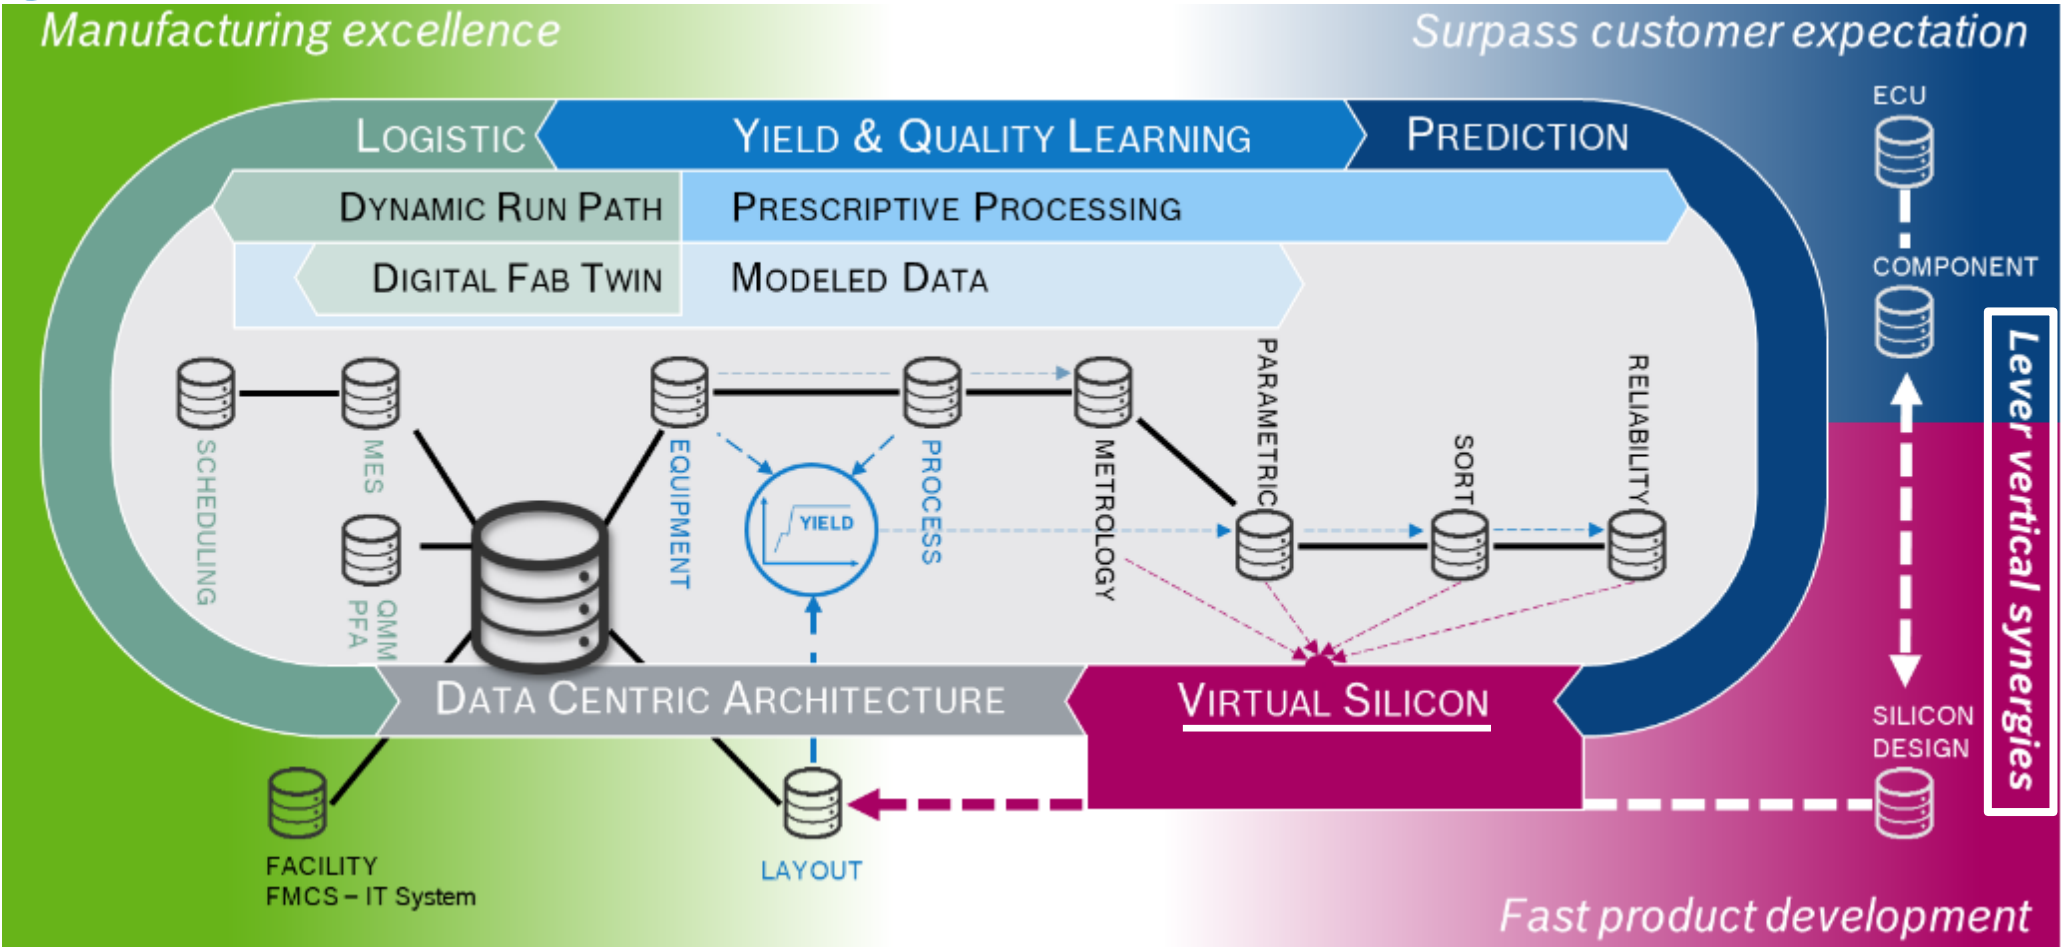 Manufacturing excellence
Surpass customer expectation
ECU
LOGISTIC
YIELD & QUALITY LEARNING
PREDICTION
DYNAMIC RUN PATH
PRESCRIPTIVE PROCESSING
COMPONENT
DIGITAL FAB TWIN
MODELED DATA
SCHEDULING
MES
QMM
PFA
EQUIPMENT
YIELD
PROCESS
METROLOGY
PARAMETRIC
SORT
RELIABILITY
Lever vertical synergies
DATA CENTRIC ARCHITECTURE
VIRTUAL SILICON
SILICON
DESIGN
FACILITY
FMCS – IT System
LAYOUT
Fast product development